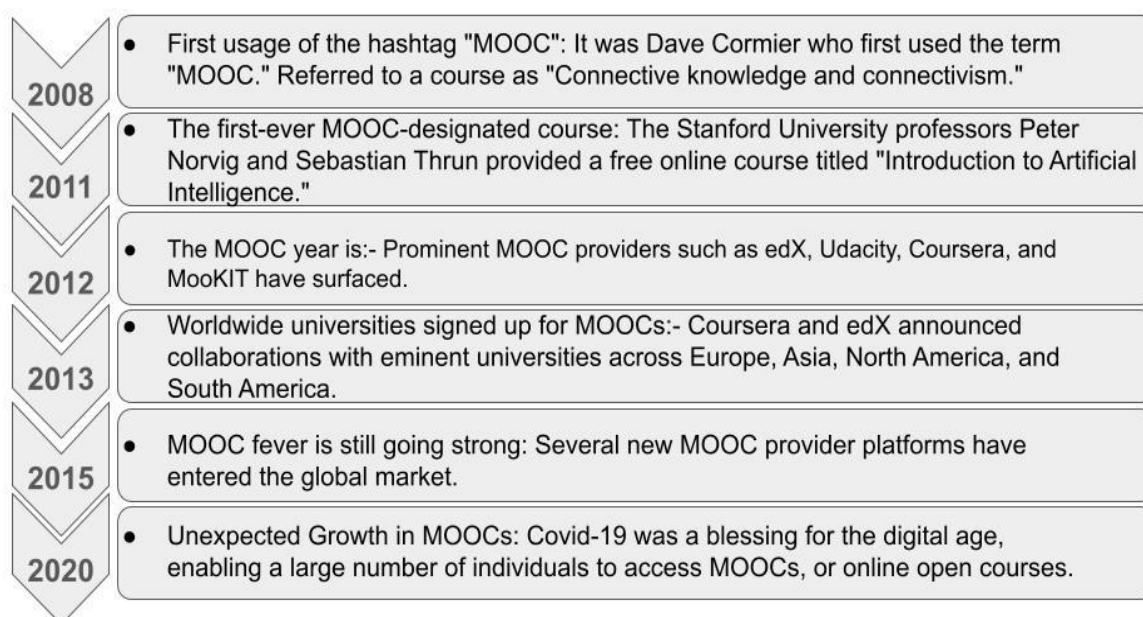 2008
● First usage of the hashtag "MOOC": It was Dave Cormier who first used the term
"MOOC." Referred to a course as "Connective knowledge and connectivism."
2011
● The first-ever MOOC-designated course: The Stanford University professors Peter
Norvig and Sebastian Thrun provided a free online course titled "Introduction to Artificial
Intelligence."
2012
● The MOOC year is:- Prominent MOOC providers such as edX, Udacity, Coursera, and
MooKIT have surfaced.
2013
● Worldwide universities signed up for MOOCs:- Coursera and edX announced
collaborations with eminent universities across Europe, Asia, North America, and
South America.
2015
● MOOC fever is still going strong: Several new MOOC provider platforms have
entered the global market.
2020
● Unexpected Growth in MOOCs: Covid-19 was a blessing for the digital age,
enabling a large number of individuals to access MOOCs, or online open courses.